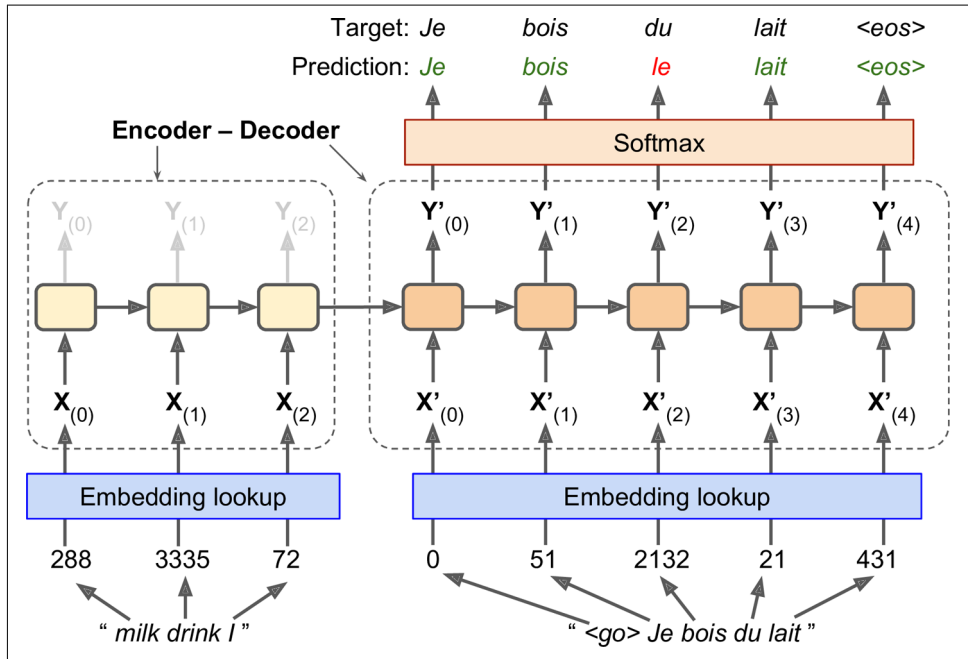 Target: Je bois du lait <eos>
Prediction: Je bois le lait <eos>
Encoder – Decoder
Softmax
Y(0) Y(1) Y(2) Y’(0) Y’(1) Y’(2) Y’(3) Y’(4)
X(0) X(1) X(2) X’(0) X’(1) X’(2) X’(3) X’(4)
Embedding lookup Embedding lookup
288 3335 72 0 51 2132 21 431
“ milk drink I ” “ <go> Je bois du lait ”